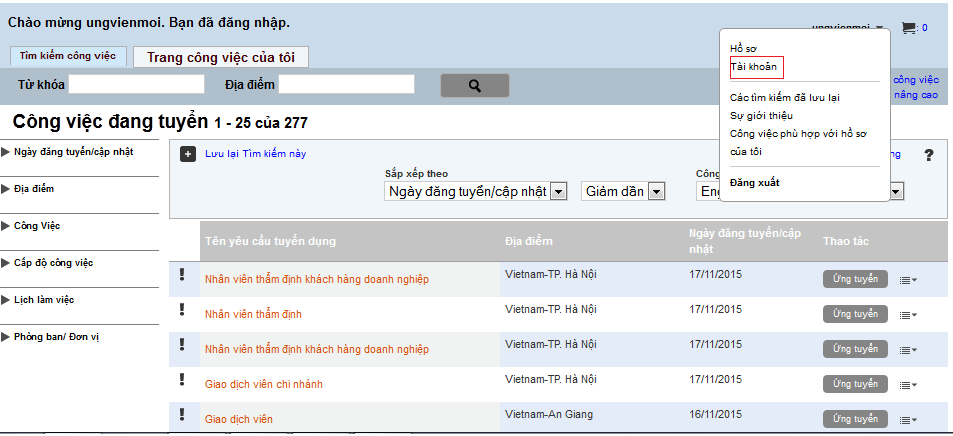 Chào mừng ungvienmoi. Bạn đã đăng nhập.
ungvienmoi
: 0
Tìm kiếm công việc
Trang công việc của tôi
Từ khóa
Địa điểm
công việc
nâng cao
Hồ sơ
Tài khoản
Các tìm kiếm đã lưu lại
Sự giới thiệu
Công việc phù hợp với hồ sơ
của tôi
Đăng xuất
Công việc đang tuyển 1 - 25 của 277
Ngày đăng tuyển/cập nhật
Địa điểm
Công Việc
Cấp độ công việc
Lịch làm việc
Phòng ban/ Đơn vị
Lưu lại Tìm kiếm này
ng ?
Sắp xếp theo
Ngày đăng tuyển/cập nhật Giảm dần
Công
Tên yêu cầu tuyển dụng Địa điểm Ngày đăng tuyển/cập nhật Thao tác
! Nhân viên thẩm định khách hàng doanh nghiệp Vietnam-TP. Hà Nội 17/11/2015 Ứng tuyển
! Nhân viên thẩm định Vietnam-TP. Hà Nội 17/11/2015 Ứng tuyển
! Nhân viên thẩm định khách hàng doanh nghiệp Vietnam-TP. Hà Nội 17/11/2015 Ứng tuyển
! Giao dịch viên chi nhánh Vietnam-TP. Hà Nội 17/11/2015 Ứng tuyển
! Giao dịch viên Vietnam-An Giang 16/11/2015 Ứng tuyển